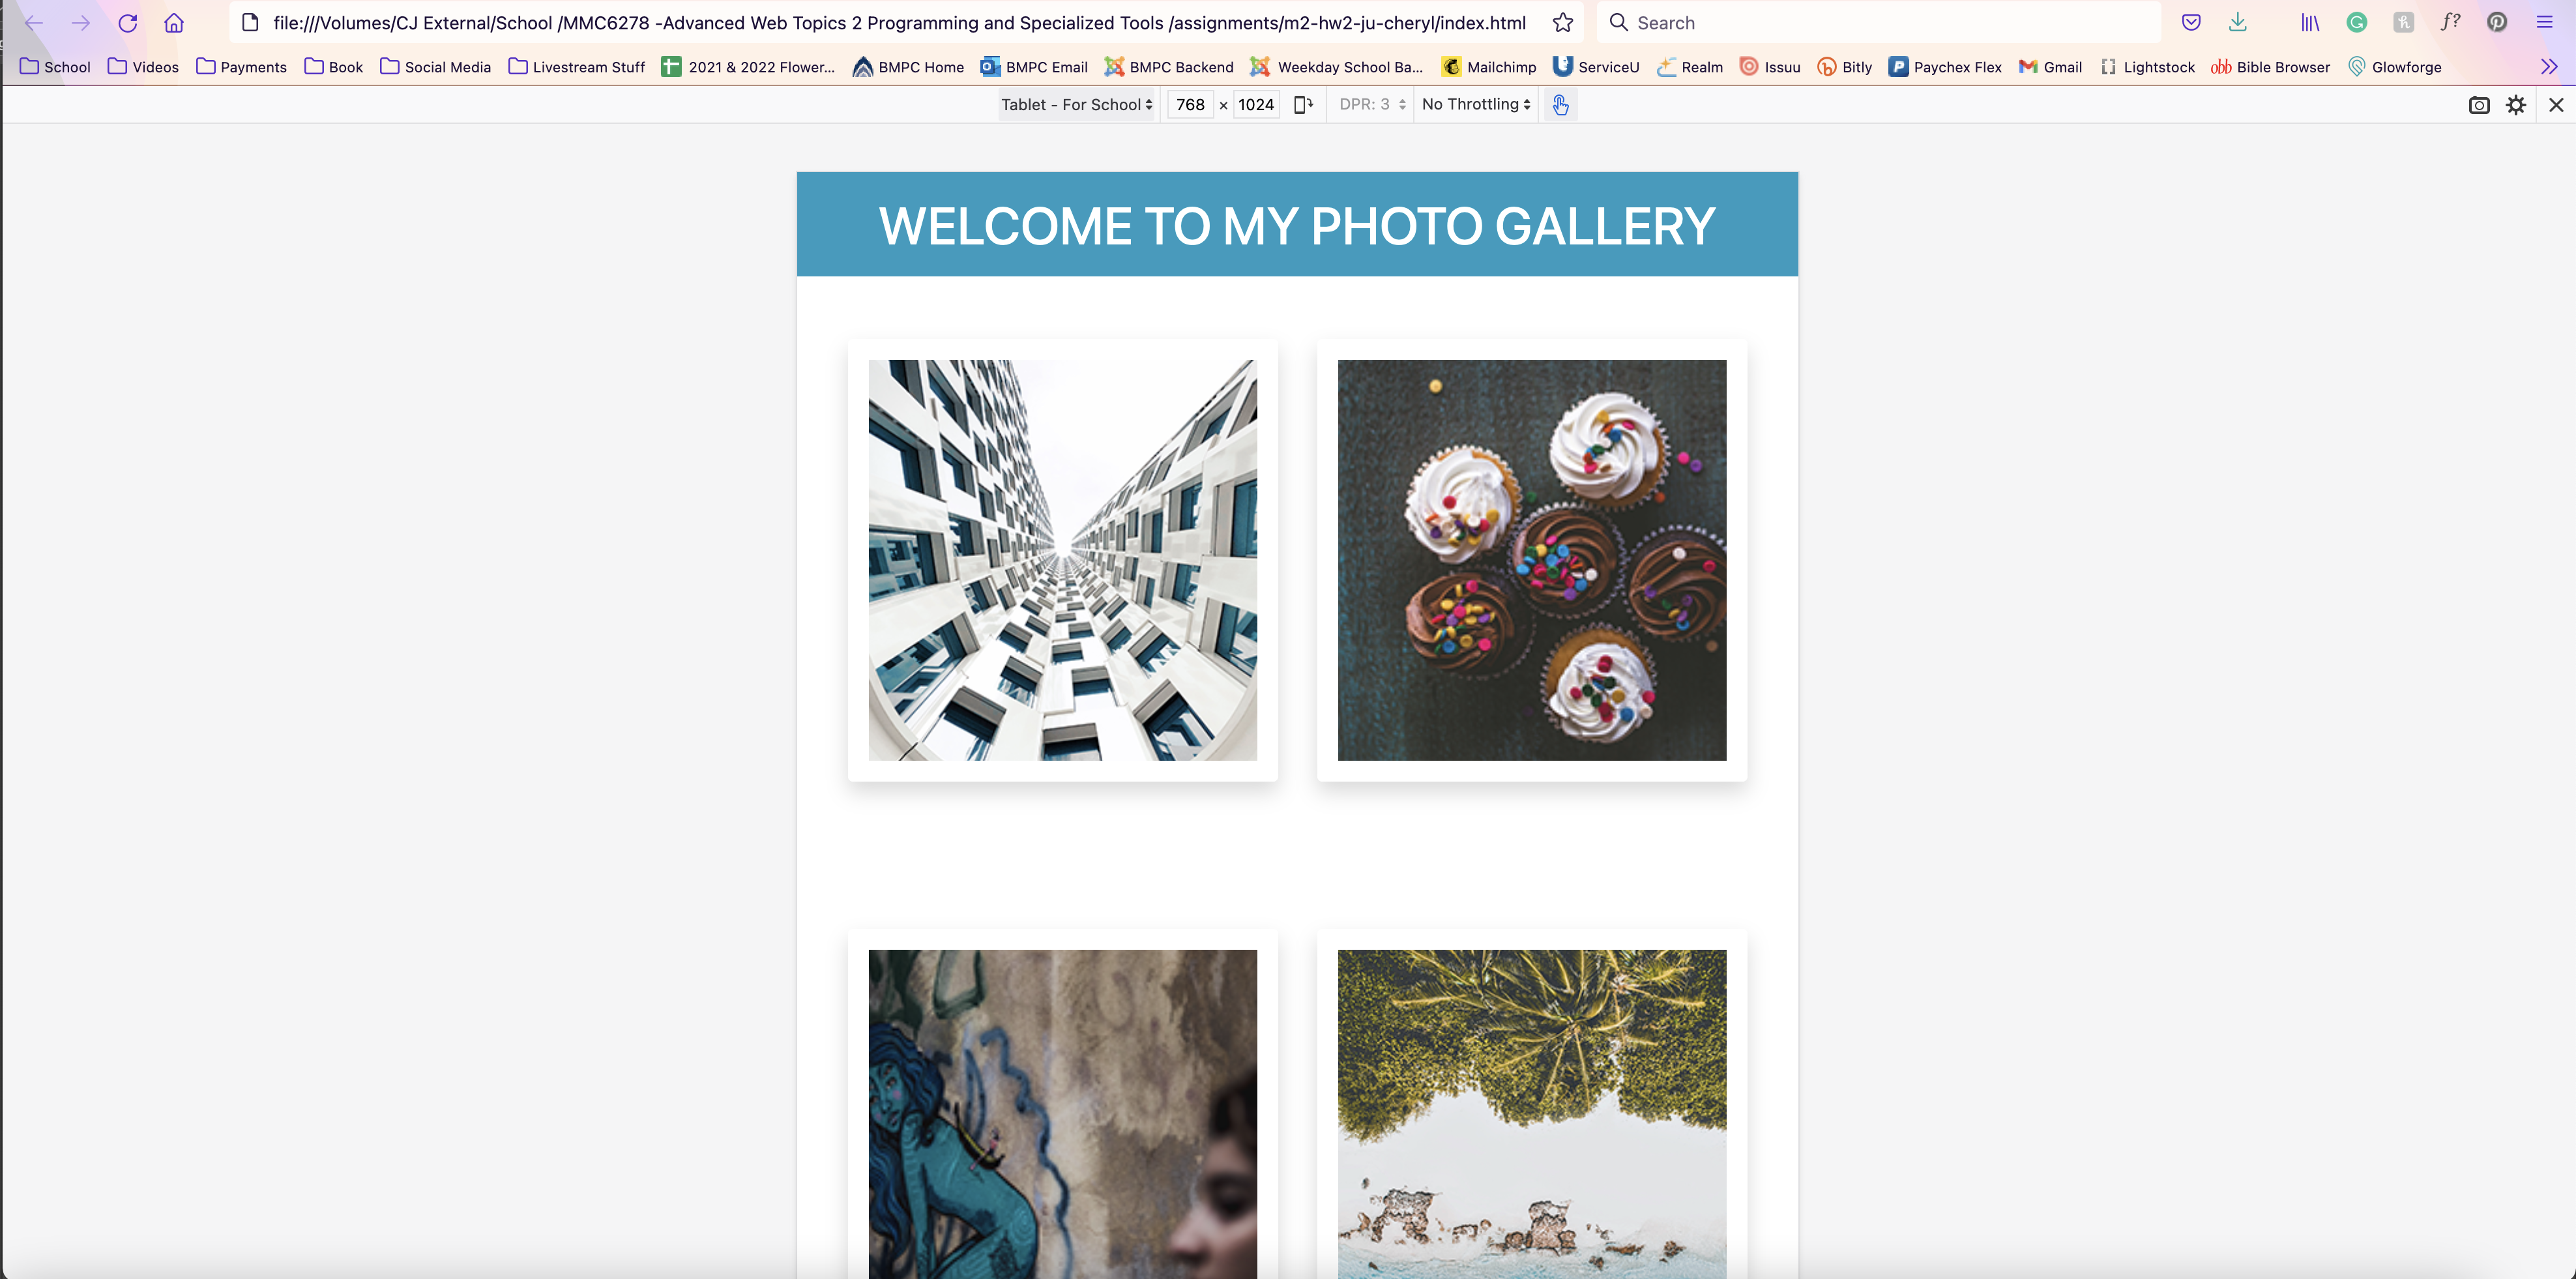 file:///Volumes/CJ External/School /MMC6278 -Advanced Web Topics 2 Programming and Specialized Tools /assignments/m2-hw2-ju-cheryl/index.html
Search
f?
School Videos Payments Book Social Media Livestream Stuff 2021 & 2022 Flower... BMPC Home BMPC Email BMPC Backend Weekday School Ba... Mailchimp ServiceU Realm Issuu Bitly Paychex Flex Gmail Lightstock obb Bible Browser Glowforge
Tablet - For School 768 × 1024 DPR: 3 No Throttling
WELCOME TO MY PHOTO GALLERY